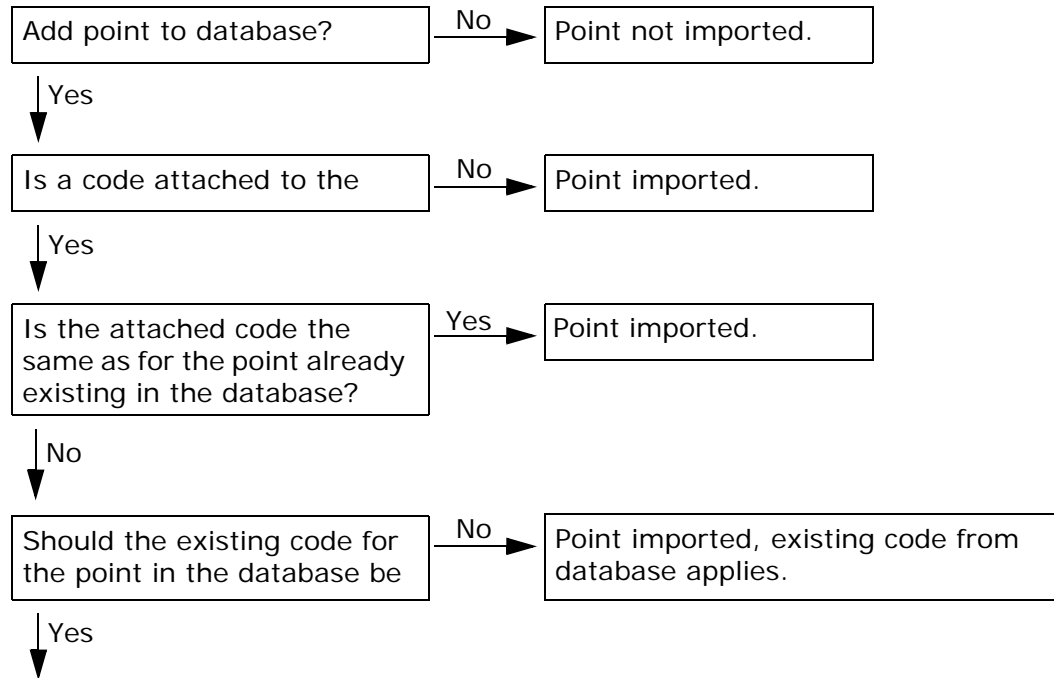 Add point to database?
No
Point not imported.
Yes
Is a code attached to the
No
Point imported.
Yes
Is the attached code the
same as for the point already
existing in the database?
Yes
Point imported.
No
Should the existing code for
the point in the database be
No
Point imported, existing code from
database applies.
Yes